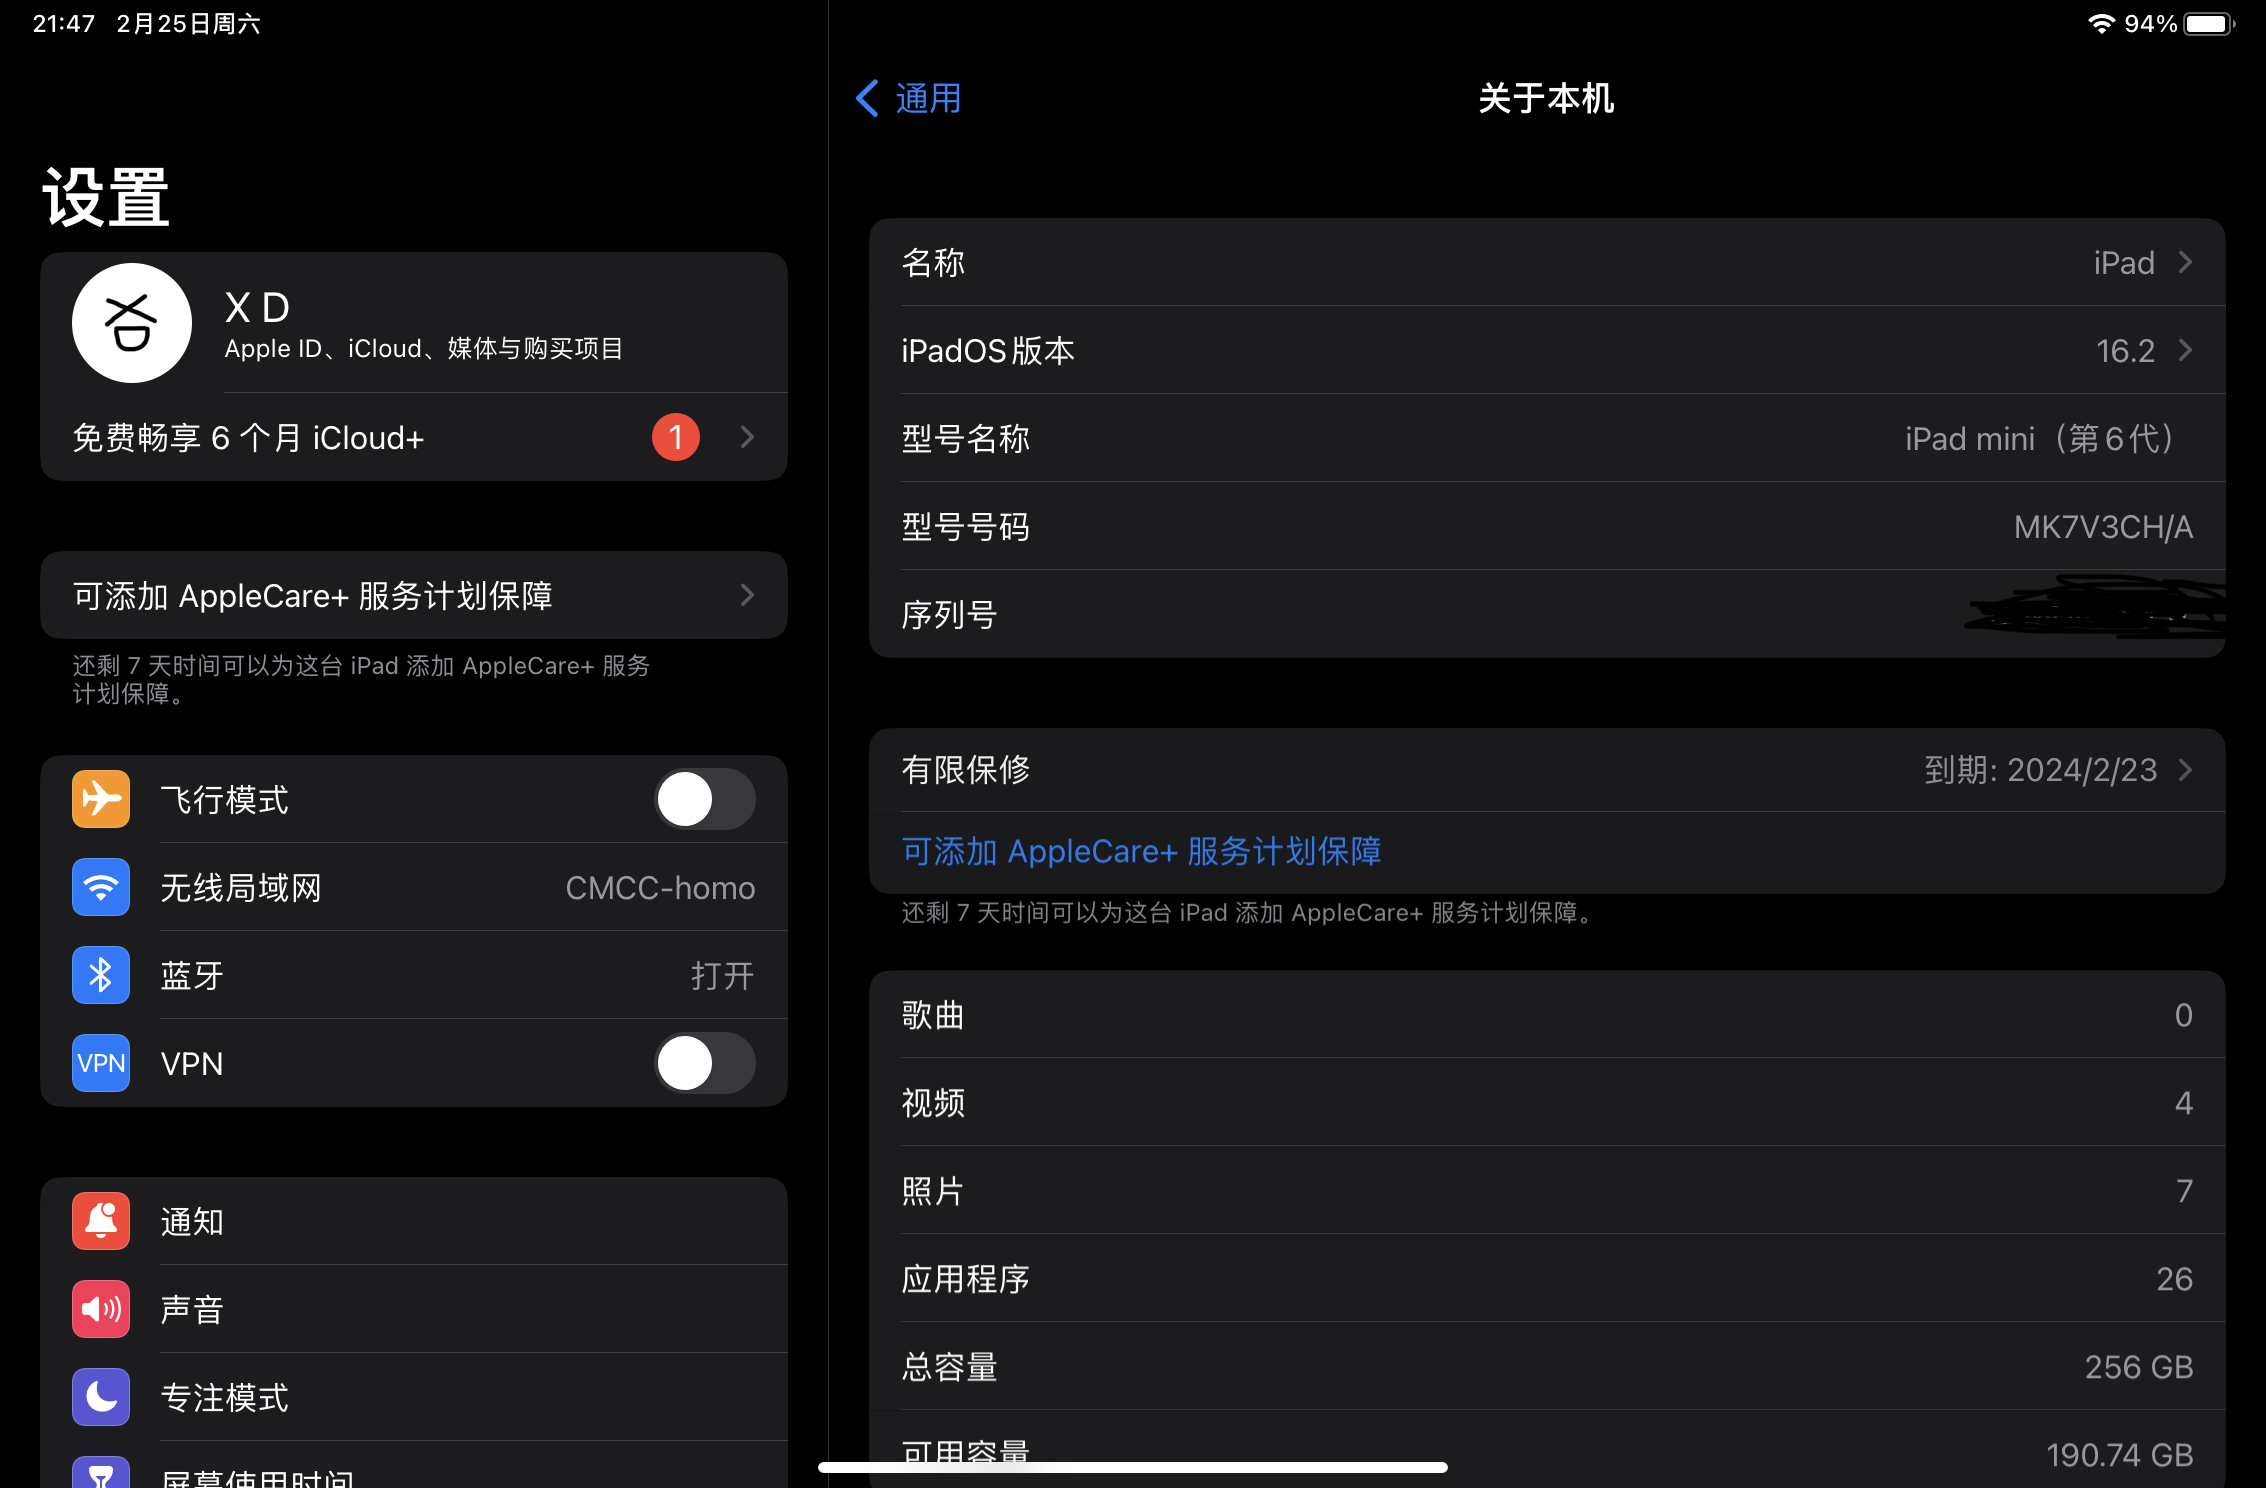 21:47 2月25日周六
94%
设置
X D
Apple ID、iCloud、媒体与购买项目
免费畅享 6 个月 iCloud+ 1
可添加 AppleCare+ 服务计划保障
还剩 7 天时间可以为这台 iPad 添加 AppleCare+ 服务
计划保障。
飞行模式
无线局域网 CMCC-homo
蓝牙 打开
VPN VPN
通知
声音
专注模式
屏幕使用时间
通用
关于本机
名称 iPad
iPadOS版本 16.2
型号名称 iPad mini（第6代）
型号号码 MK7V3CH/A
序列号
有限保修 到期: 2024/2/23
可添加 AppleCare+ 服务计划保障
还剩 7 天时间可以为这台 iPad 添加 AppleCare+ 服务计划保障。
歌曲 0
视频 4
照片 7
应用程序 26
总容量 256 GB
可用容量 190.74 GB